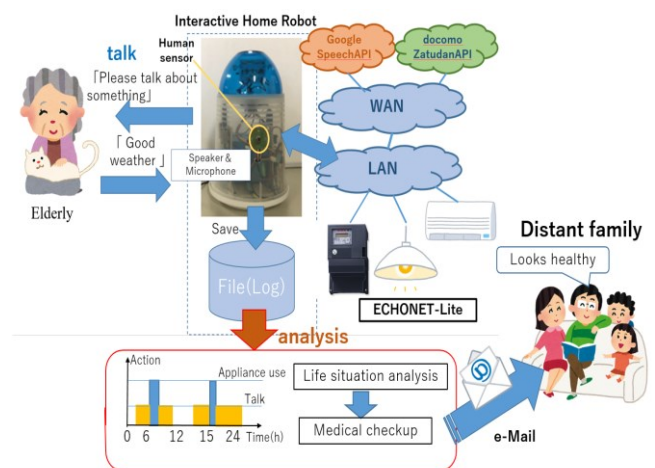 Interactive Home Robot
Human
sensor
talk
「Please talk about
something」
「 Good
weather 」
Elderly
Speaker &
Microphone
Google
SpeechAPI
docomo
ZatudanAPI
WAN
LAN
Save
File(Log)
ECHONET-Lite
Distant family
Looks healthy
analysis
Action
Appliance use
Talk
0 6 12 15 24 Time(h)
Life situation analysis
Medical checkup
e-Mail